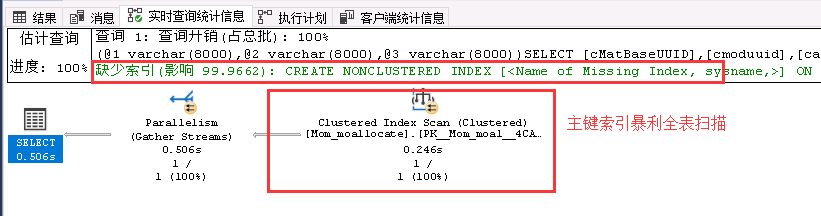 结果 消息 实时查询统计信息 执行计划 客户端统计信息
估计查询
进度: 100%
查询 1: 查询开销(占总批): 100%
(@1 varchar(8000),@2 varchar(8000),@3 varchar(8000))SELECT [cMatBaseUUID],[cmoduuid],[ca
缺少索引(影响 99.9662): CREATE NONCLUSTERED INDEX [<Name of Missing Index, sysname,>] ON
SELECT
0.506s
Parallelism
(Gather Streams)
0.506s
1 /
1 (100%)
Clustered Index Scan (Clustered)
[Mom_moallocate].[PK__Mom_moal__4CA…
0.246s
1 /
1 (100%)
主键索引暴利全表扫描